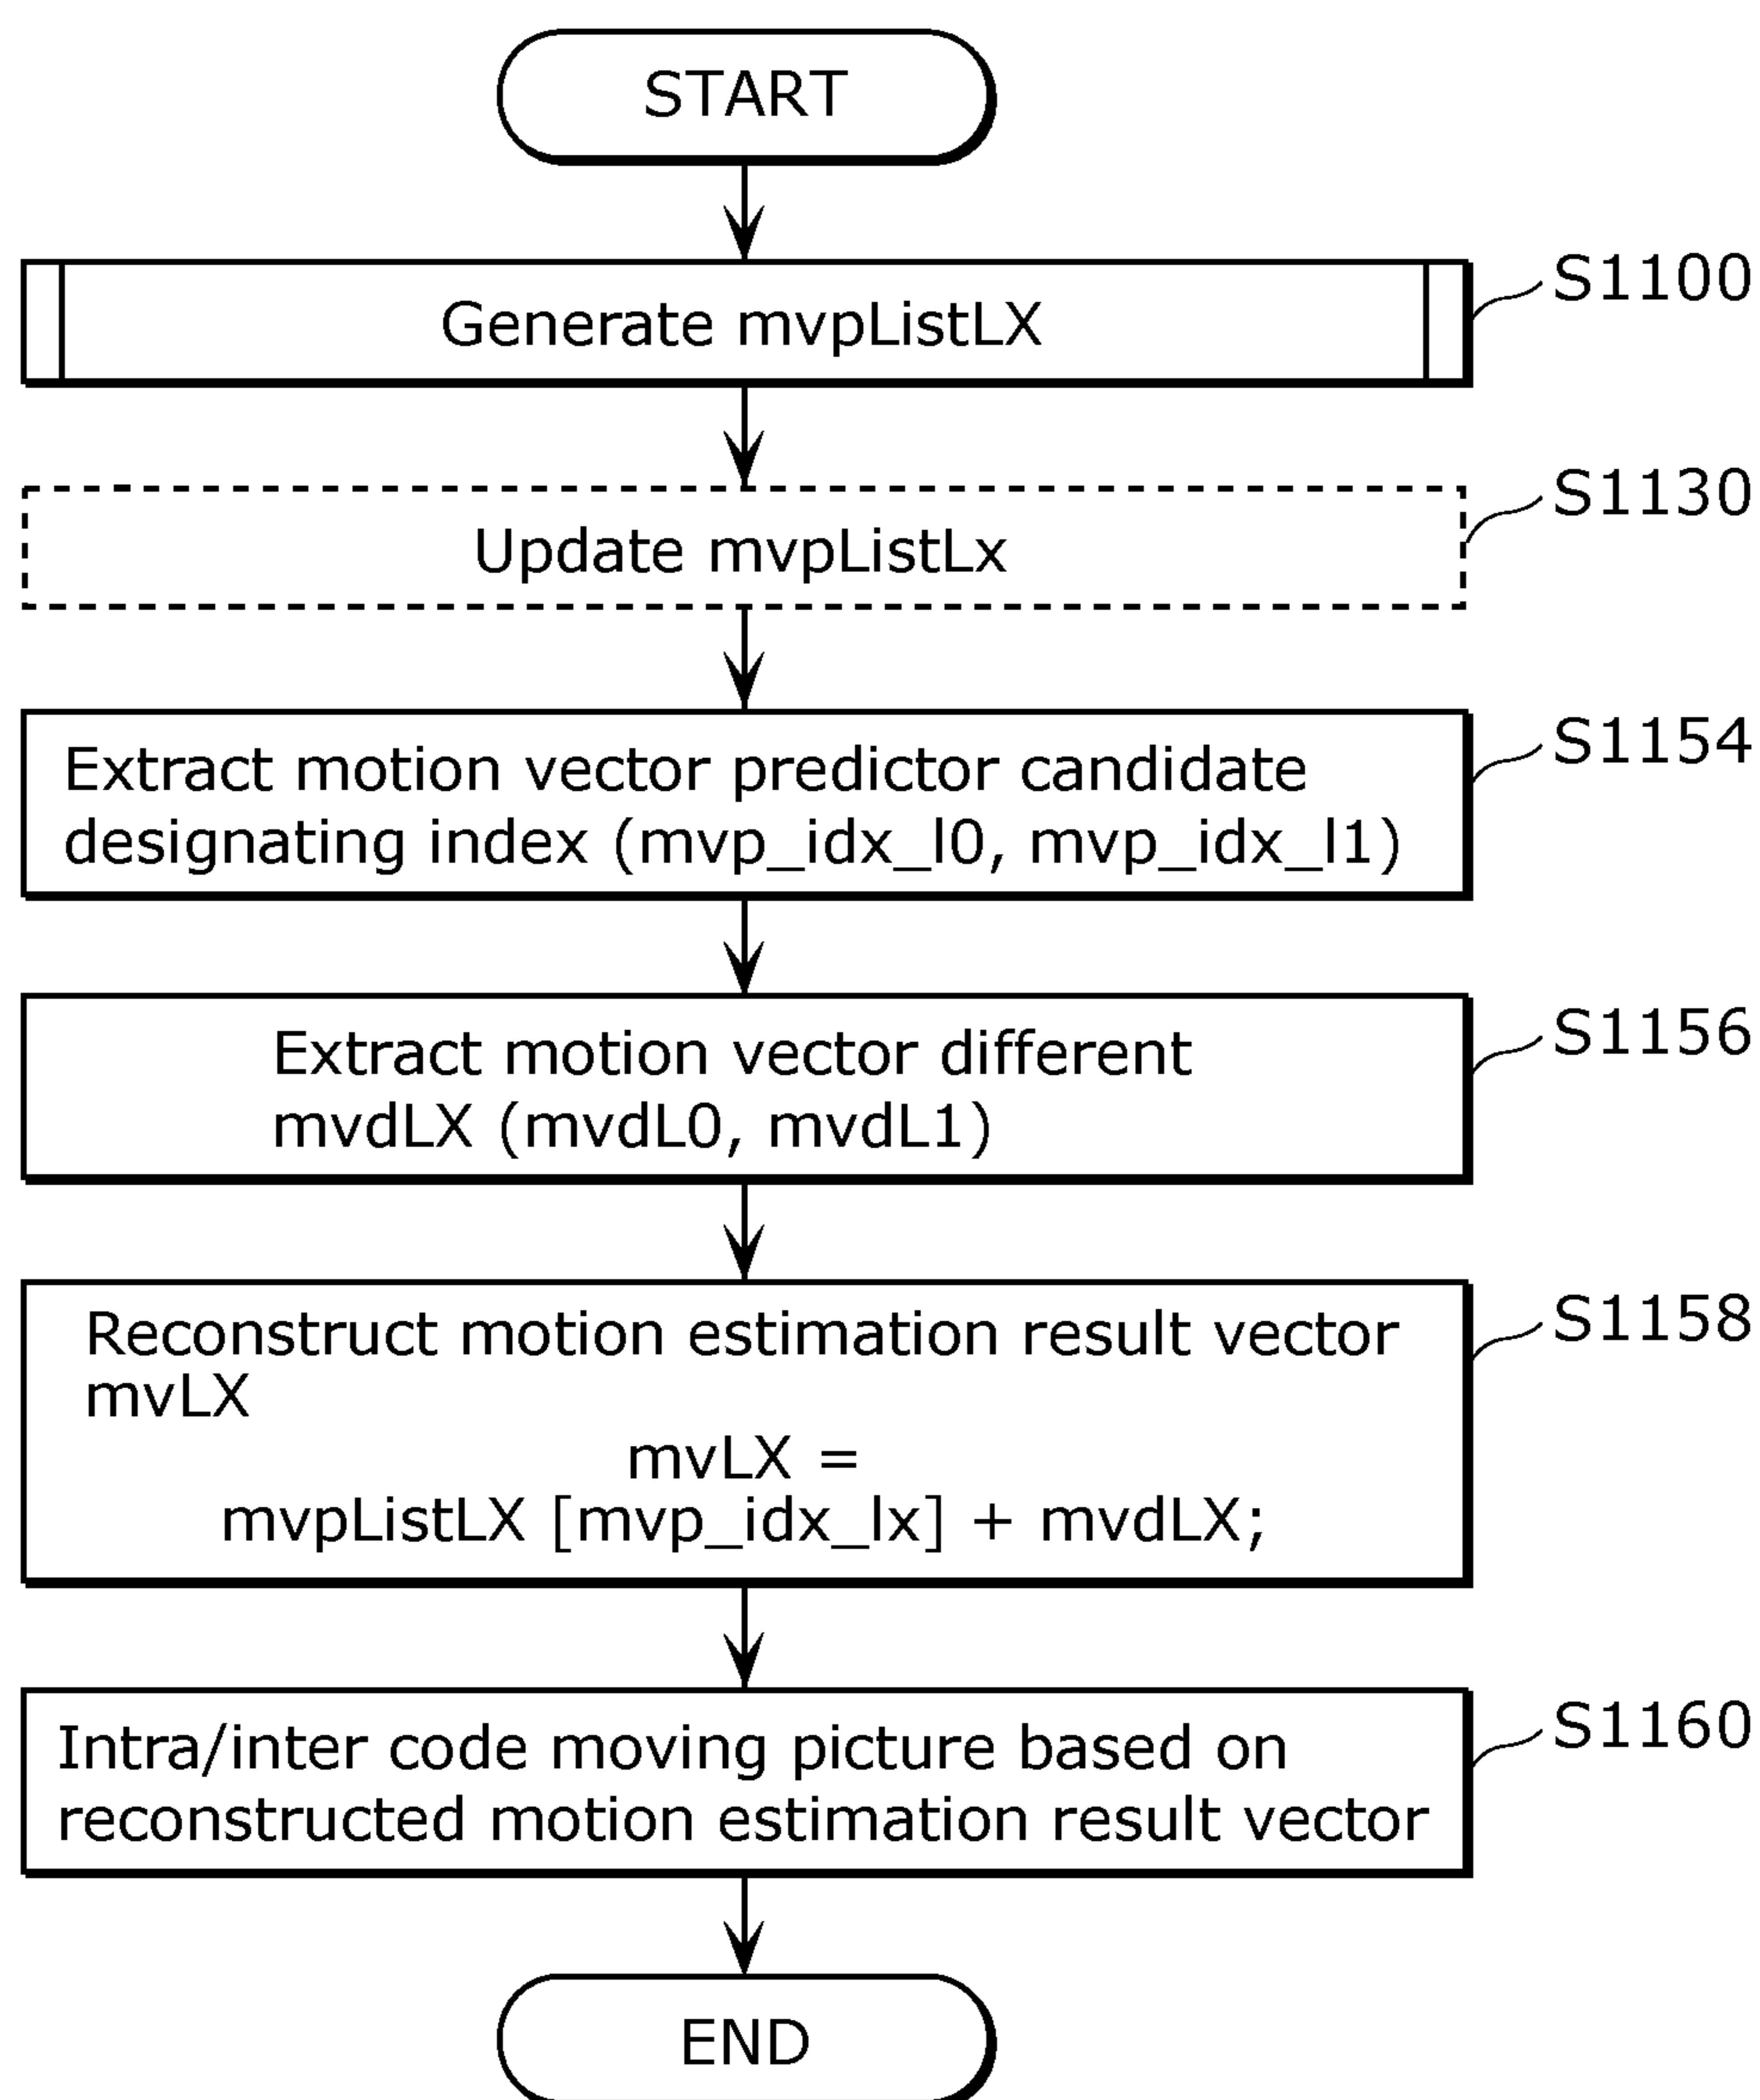 START
S1100
Generate mvpListLX
S1130
Update mvpListLx
S1154
Extract motion vector predictor candidate
designating index (mvp_idx_l0, mvp_idx_l1)
S1156
Extract motion vector different
mvdLX (mvdL0, mvdL1)
S1158
Reconstruct motion estimation result vector
mvLX
mvLX =
mvpListLX [mvp_idx_lx] + mvdLX;
S1160
Intra/inter code moving picture based on
reconstructed motion estimation result vector
END